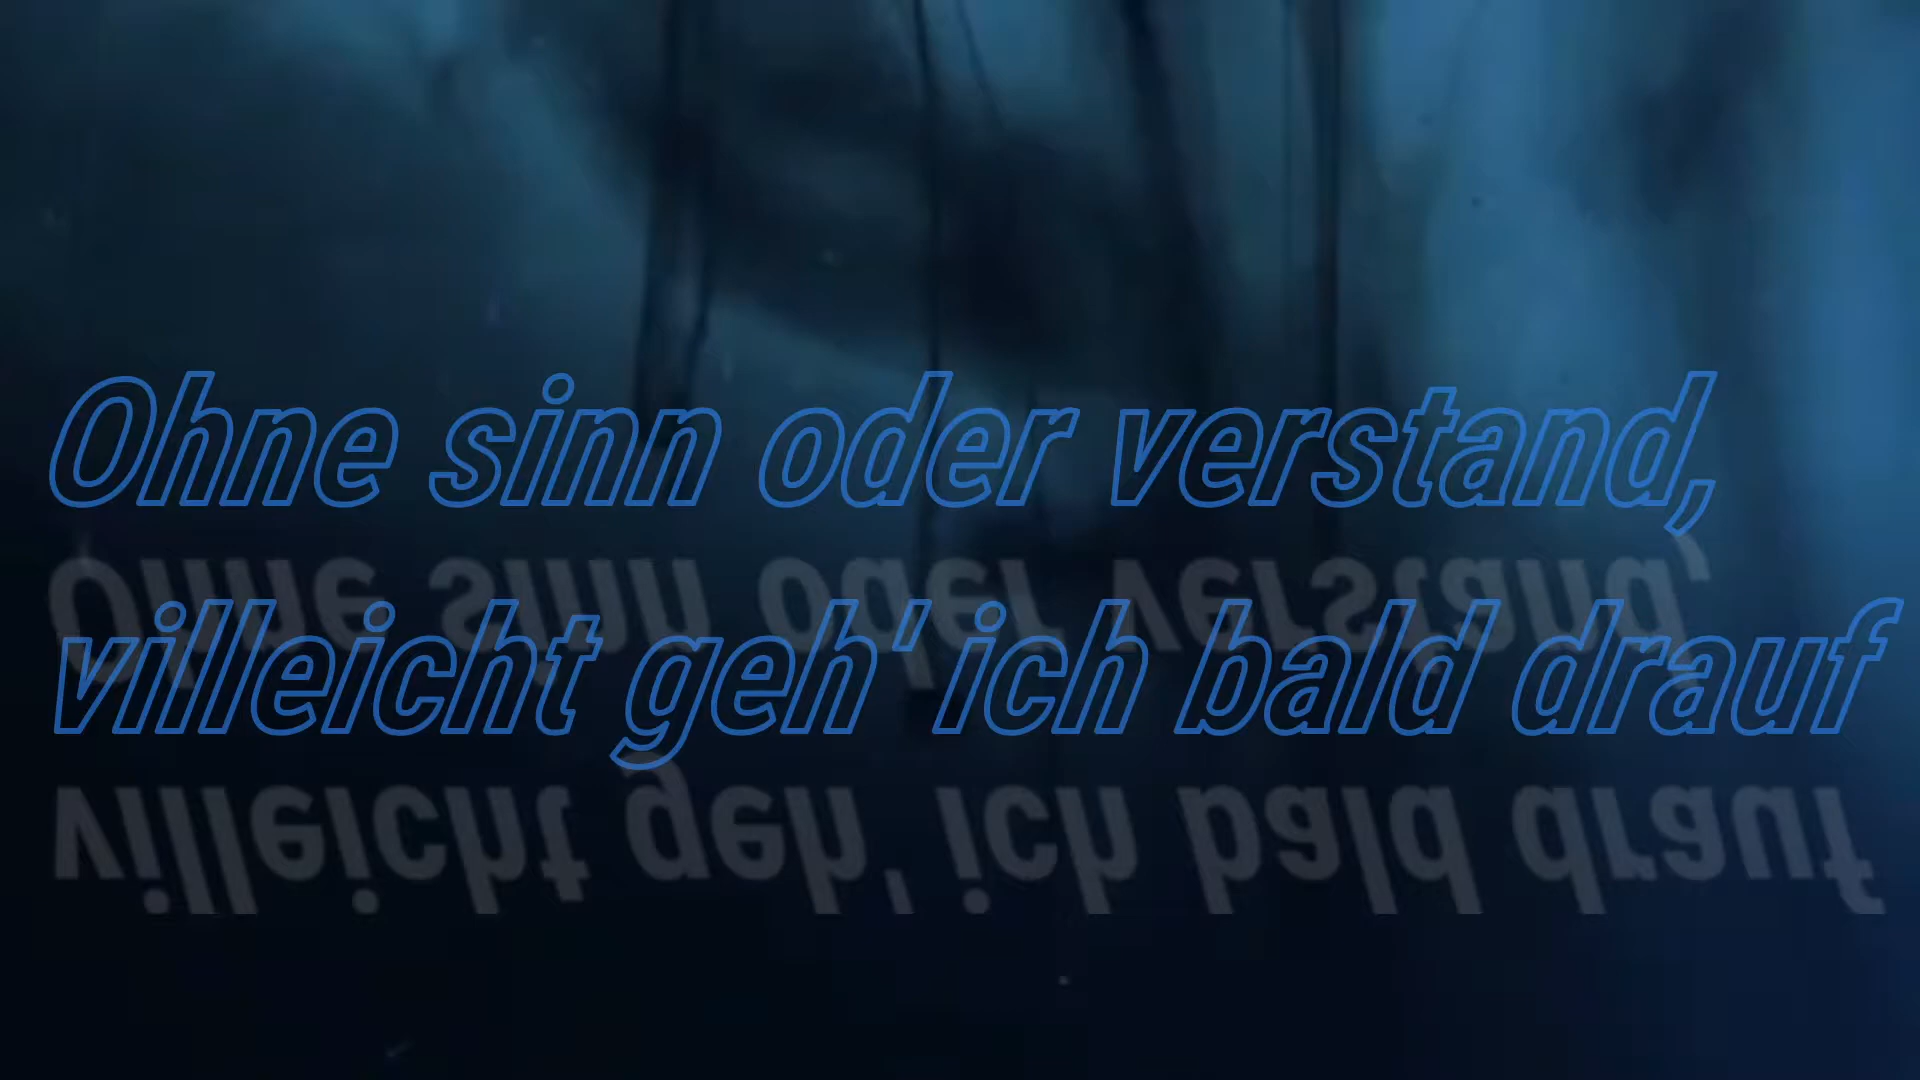 Ohne sinn oder verstand,
villeicht geh' ich bald drauf